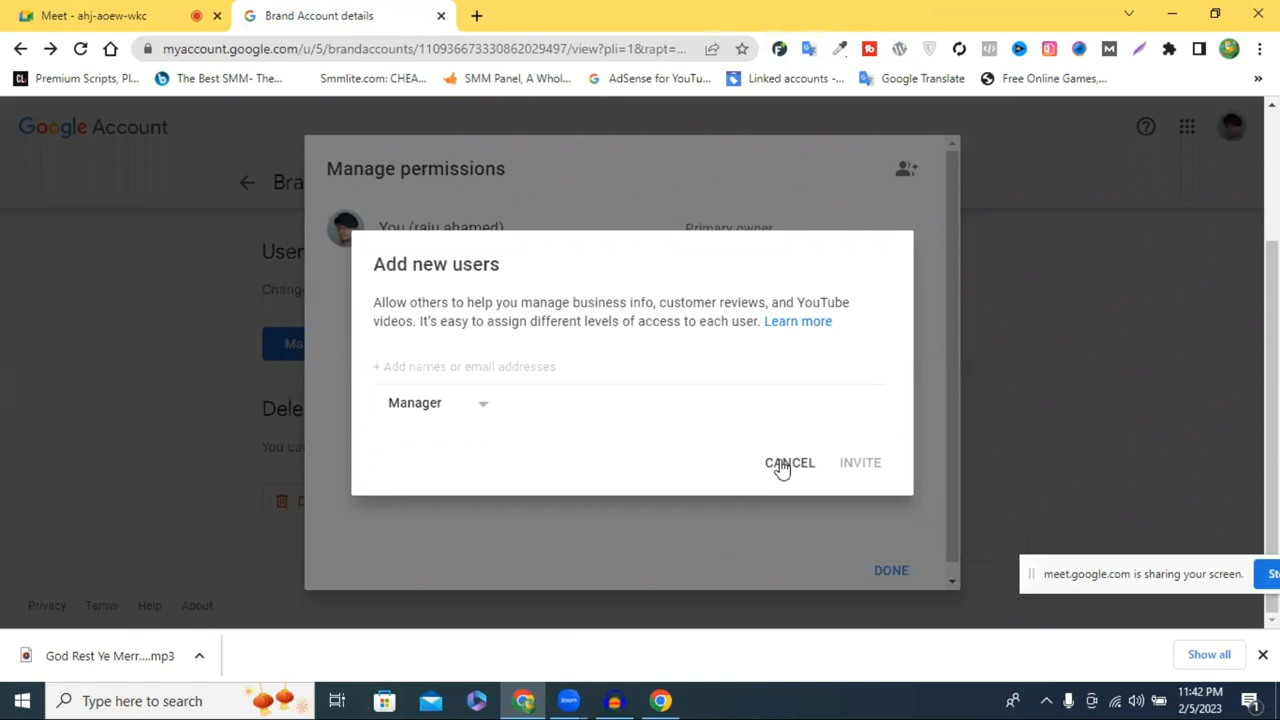 Meet - ahj-aoew-wkc
Brand Account details
myaccount.google.com/u/5/brandaccounts/110936673330862029497/view?pli=1&rapt=...
Premium Scripts, Pl...
The Best SMM- The...
Smmlite.com: CHEA...
SMM Panel, A Whol...
AdSense for YouTu...
Linked accounts -...
Google Translate
Free Online Games,...
»
Google Account
Manage permissions
Bra
You (raju ahamed)
Primary owner
User
Chang
Ma
Add new users
Allow others to help you manage business info, customer reviews, and YouTube
videos. It's easy to assign different levels of access to each user. Learn more
+ Add names or email addresses
Manager
Dele
You can
CANCEL
INVITE
D
DONE
meet.google.com is sharing your screen.
St
Privacy
Terms
Help
About
God Rest Ye Merr....mp3
Show all
Type here to search
11:42 PM
2/5/2023